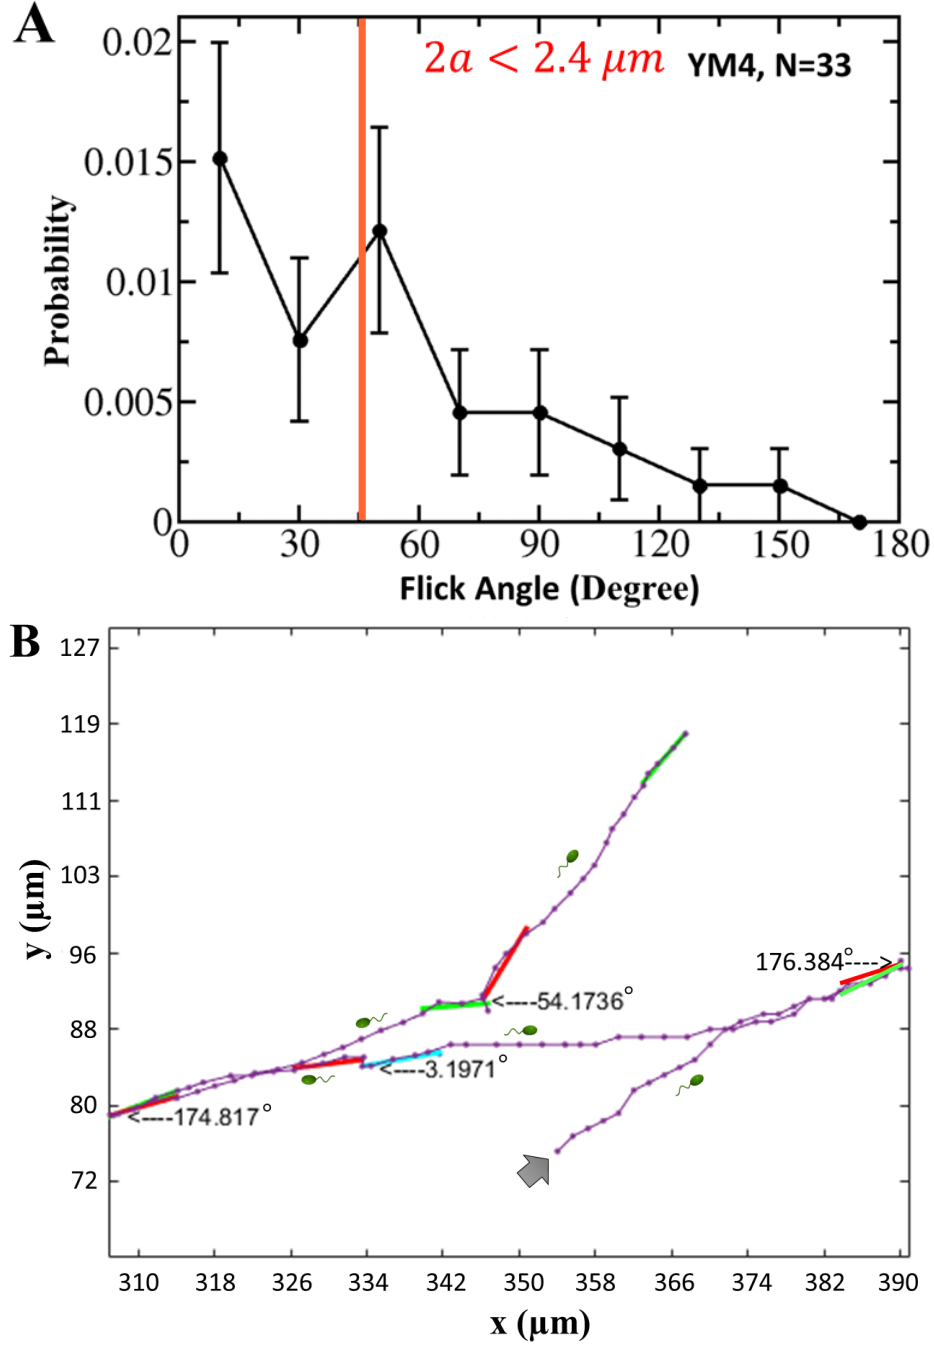 A
2a < 2.4 μm YM4, N=33
0.02
0.015
0.01
0.005
0
Probability
0 30 60 90 120 150 180
Flick Angle (Degree)
B
127
119
111
103
96
88
80
72
y (μm)
176.384°---->
<----54.1736°
<----3.1971°
<----174.817°
310 318 326 334 342 350 358 366 374 382 390
x (μm)